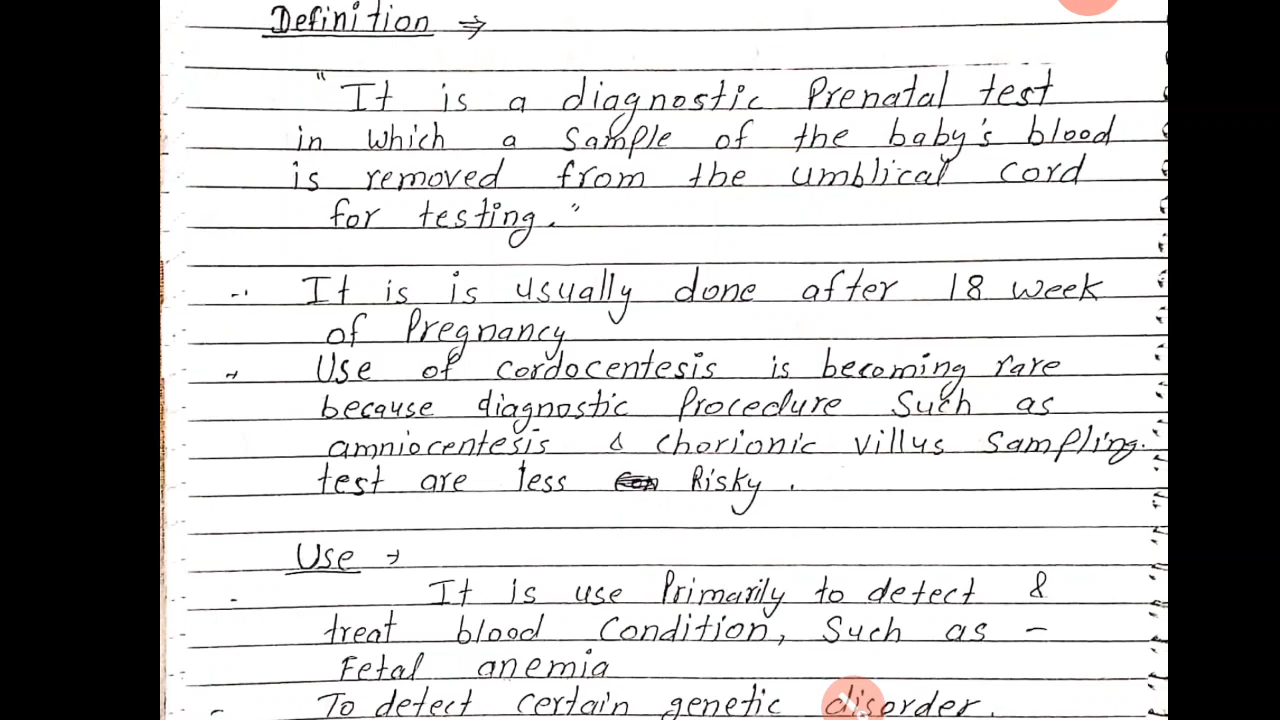 Definition ⇒
"It is a diagnostic Prenatal test
in which a sample of the baby's blood
is removed from the umblical cord
for testing."
It is is usually done after 18 week
of Pregnancy
→ Use of cordocentesis is becoming rare
because diagnostic Procedure Such as
amniocentesis & chorionic villus sampling.
test are less Risky.
Use →
- It is use Primarily to detect &
treat blood condition, Such as -
Fetal anemia
- To detect certain genetic disorder.